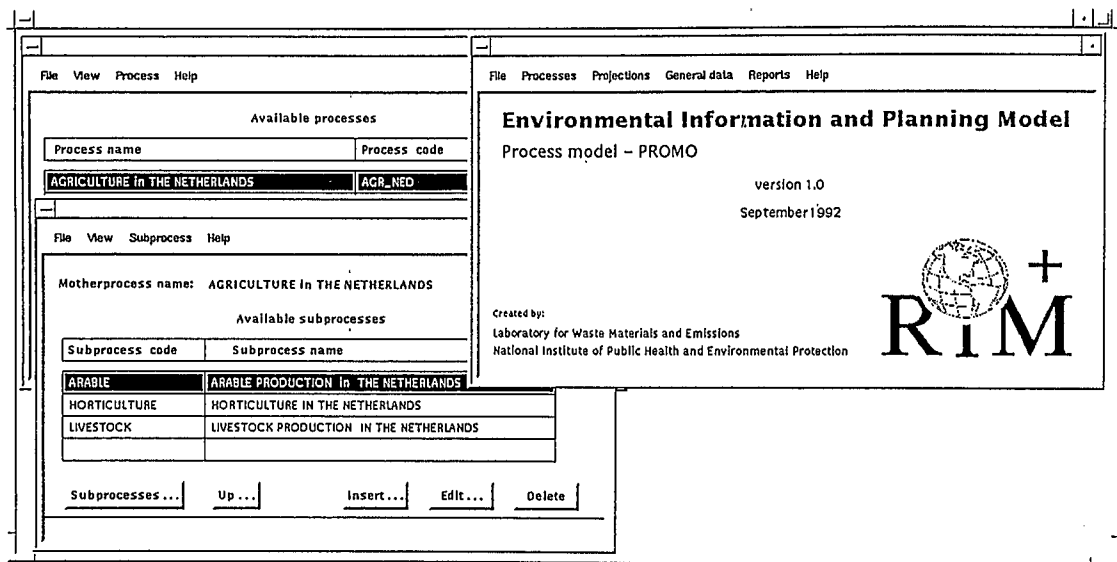 File View Process Help
Available processes
Process name Process code
AGRICULTURE in THE NETHERLANDS AGR_NED
File View Subprocess Help
Motherprocess name: AGRICULTURE in THE NETHERLANDS
Available subprocesses
Subprocess code Subprocess name
ARABLE ARABLE PRODUCTION in THE NETHERLANDS
HORTICULTURE HORTICULTURE IN THE NETHERLANDS
LIVESTOCK LIVESTOCK PRODUCTION IN THE NETHERLANDS
Subprocesses ... Up ... Insert ... Edit ... Delete
File Processes Projections General data Reports Help
Environmental Information and Planning Model
Process model – PROMO
version 1.0
September1992
Created by:
Laboratory for Waste Materials and Emissions
National Institute of Public Health and Environmental Protection
RIM+